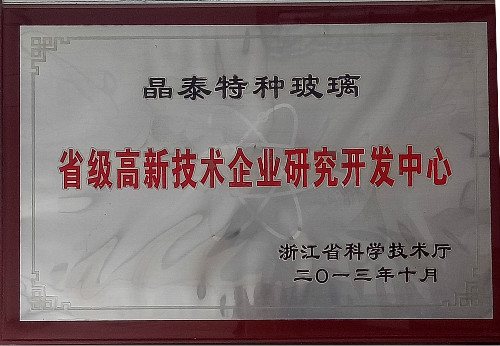 晶泰特种玻璃
省级高新技术企业研究开发中心
浙江省科学技术厅
二〇一三年十月